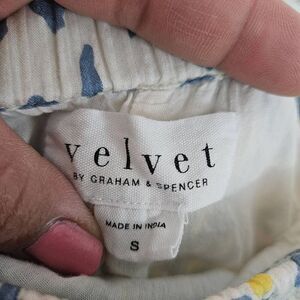 velvet
BY GRAHAM & SPENCER
MADE IN INDIA
S